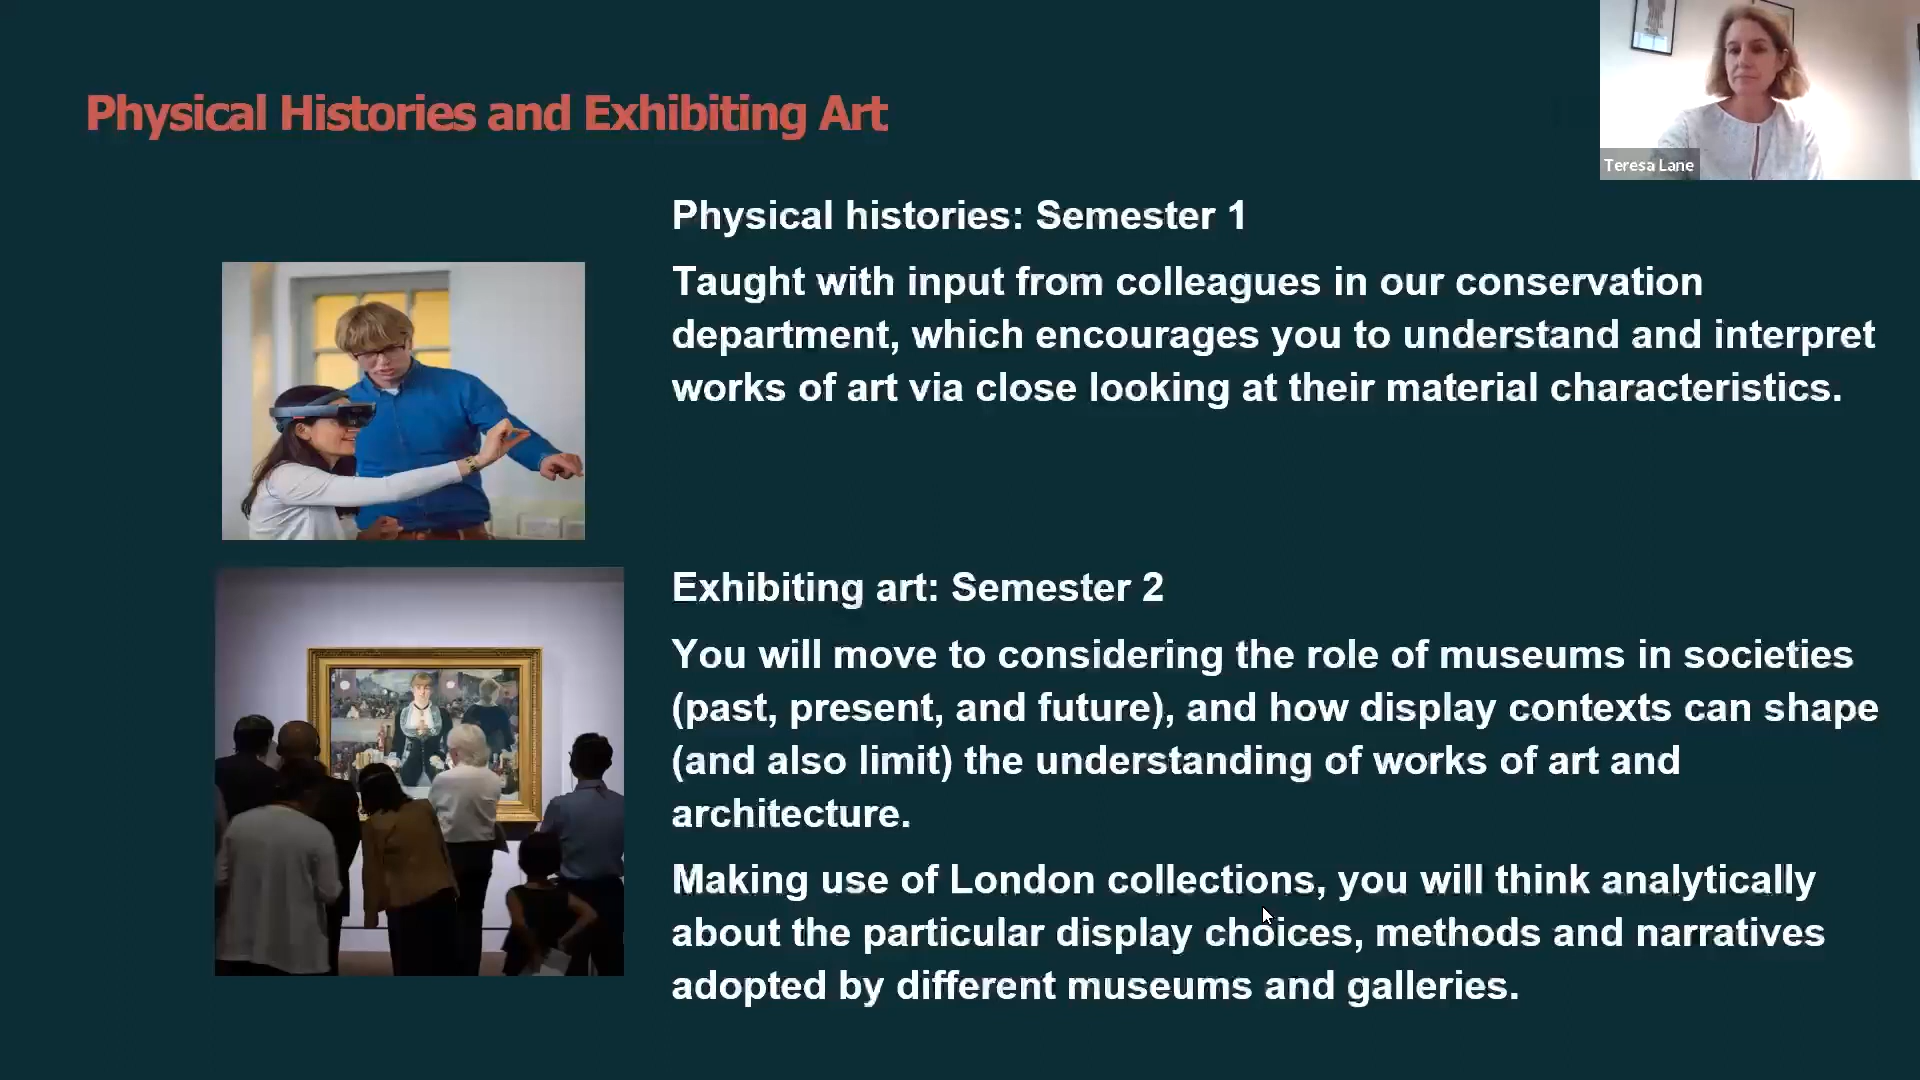 Physical Histories and Exhibiting Art
Teresa Lane
Physical histories: Semester 1
Taught with input from colleagues in our conservation
department, which encourages you to understand and interpret
works of art via close looking at their material characteristics.
Exhibiting art: Semester 2
You will move to considering the role of museums in societies
(past, present, and future), and how display contexts can shape
(and also limit) the understanding of works of art and
architecture.
Making use of London collections, you will think analytically
about the particular display choices, methods and narratives
adopted by different museums and galleries.